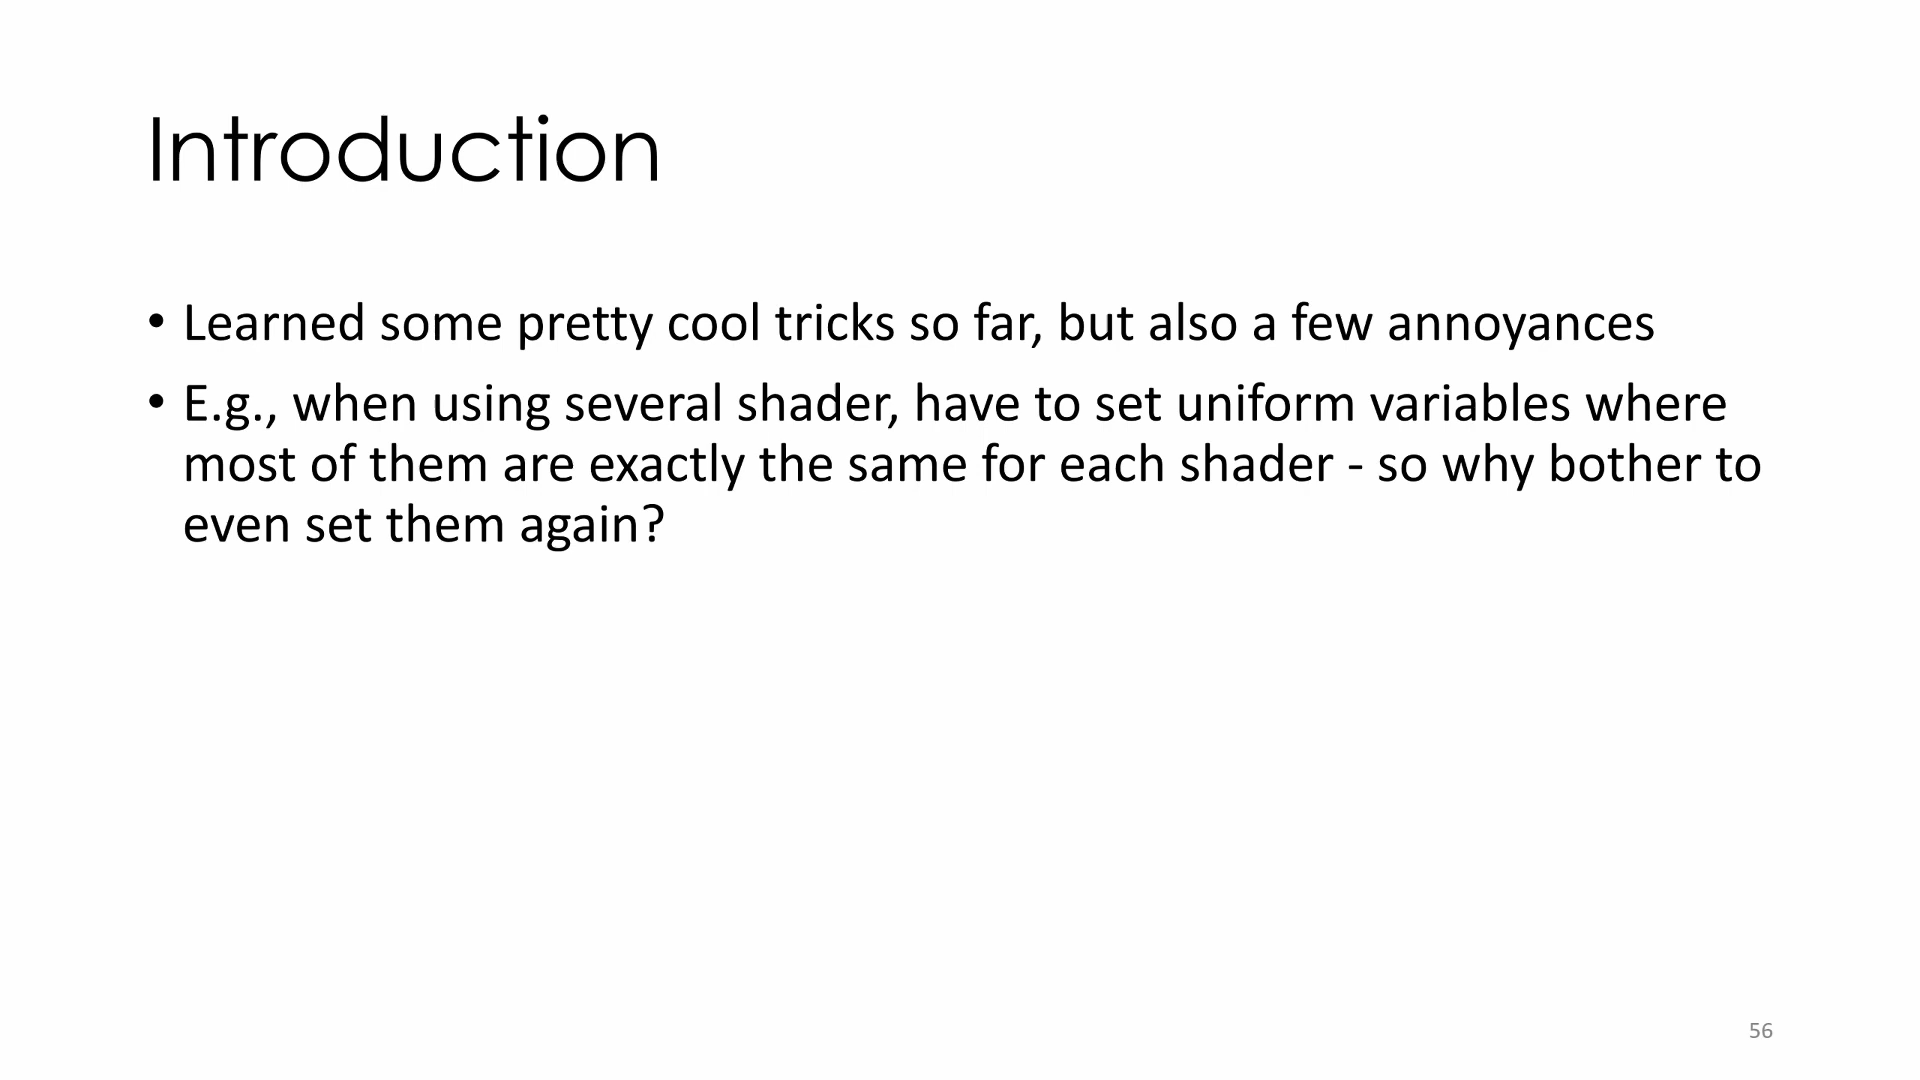 Introduction
• Learned some pretty cool tricks so far, but also a few annoyances
• E.g., when using several shader, have to set uniform variables where
most of them are exactly the same for each shader - so why bother to
even set them again?
56